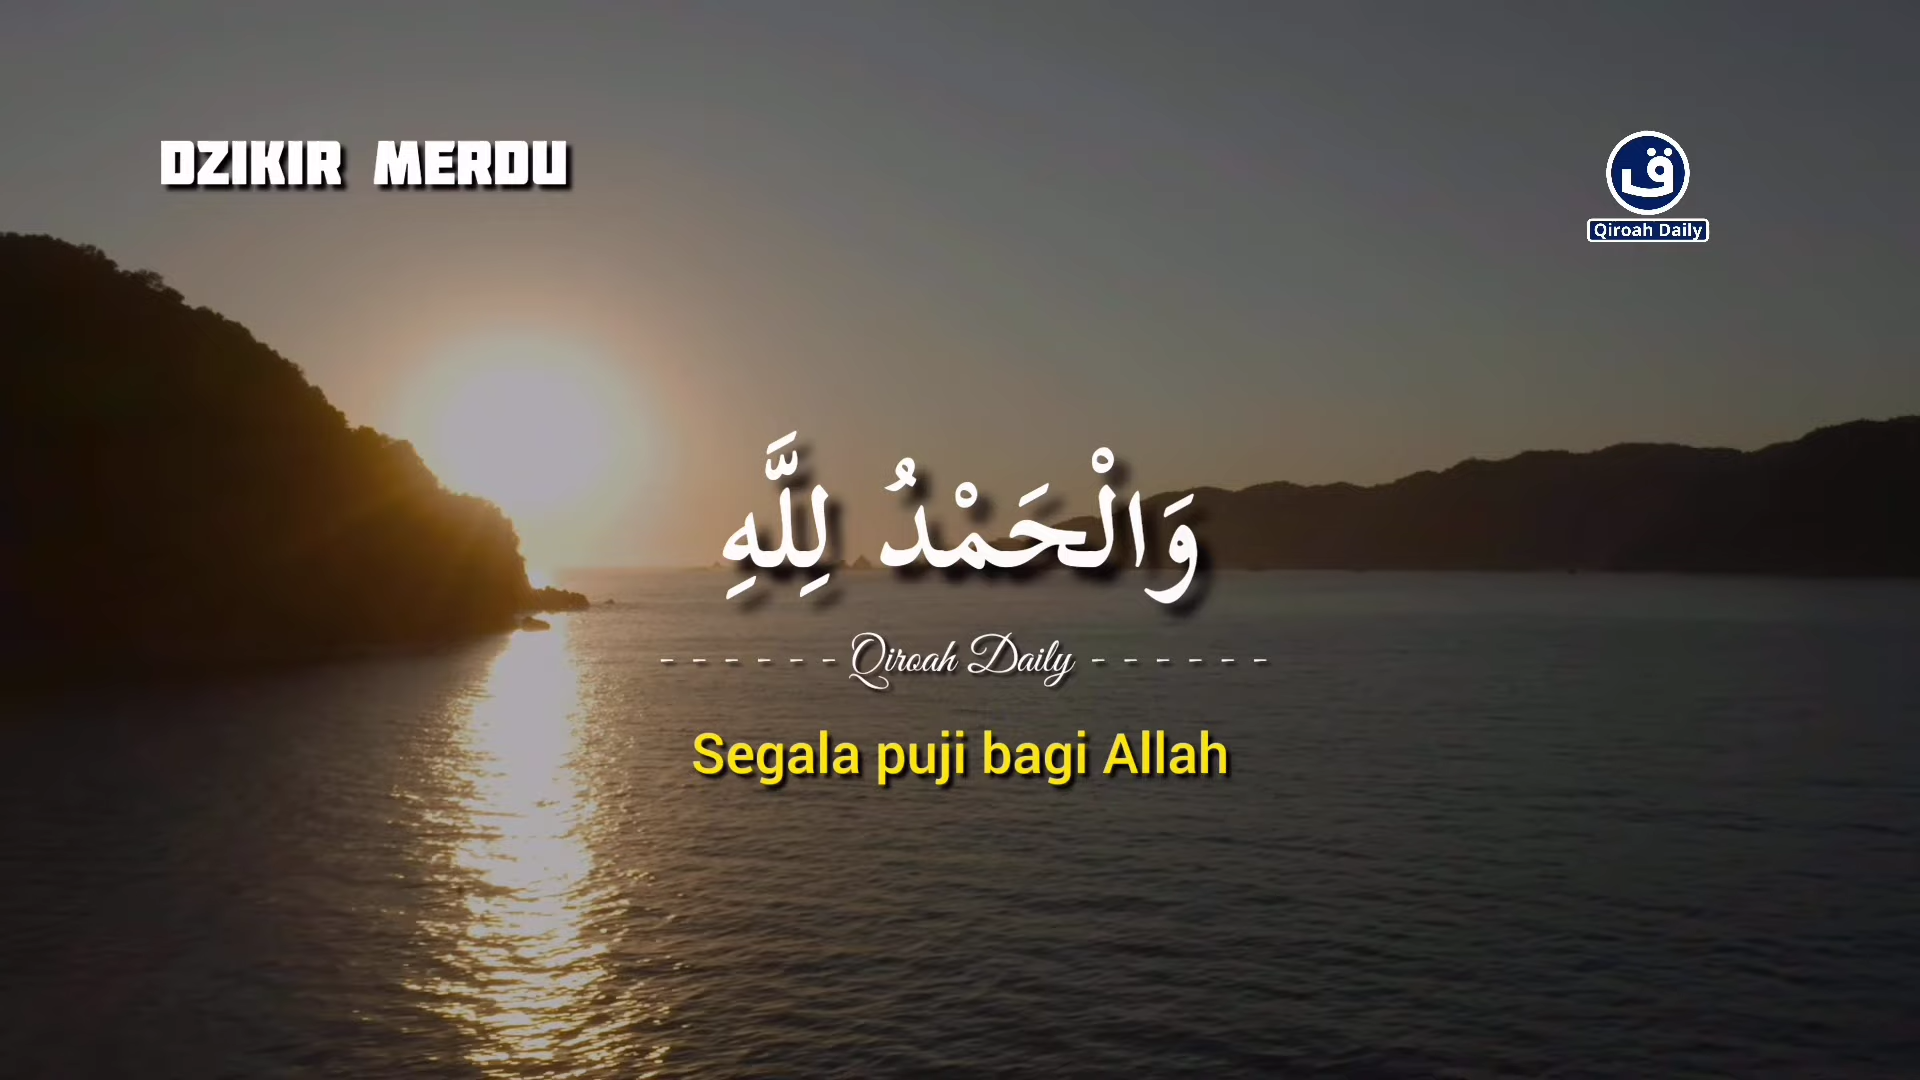 DZIKIR MERDU
ق
Qiroah Daily
وَالْحَمْدُ لِلَّهِ
- - - - - - Qiroah Daily - - - - - -
Segala puji bagi Allah